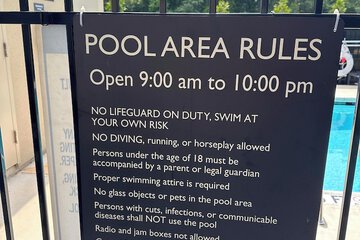 POOL AREA RULES
Open 9:00 am to 10:00 pm
NO LIFEGUARD ON DUTY, SWIM AT
YOUR OWN RISK
NO DIVING, running, or horseplay allowed
Persons under the age of 18 must be
accompanied by a parent or legal guardian
Proper swimming attire is required
No glass objects or pets in the pool area
Persons with cuts, infections, or communicable
diseases shall NOT use the pool
Radio and jam boxes not allowed